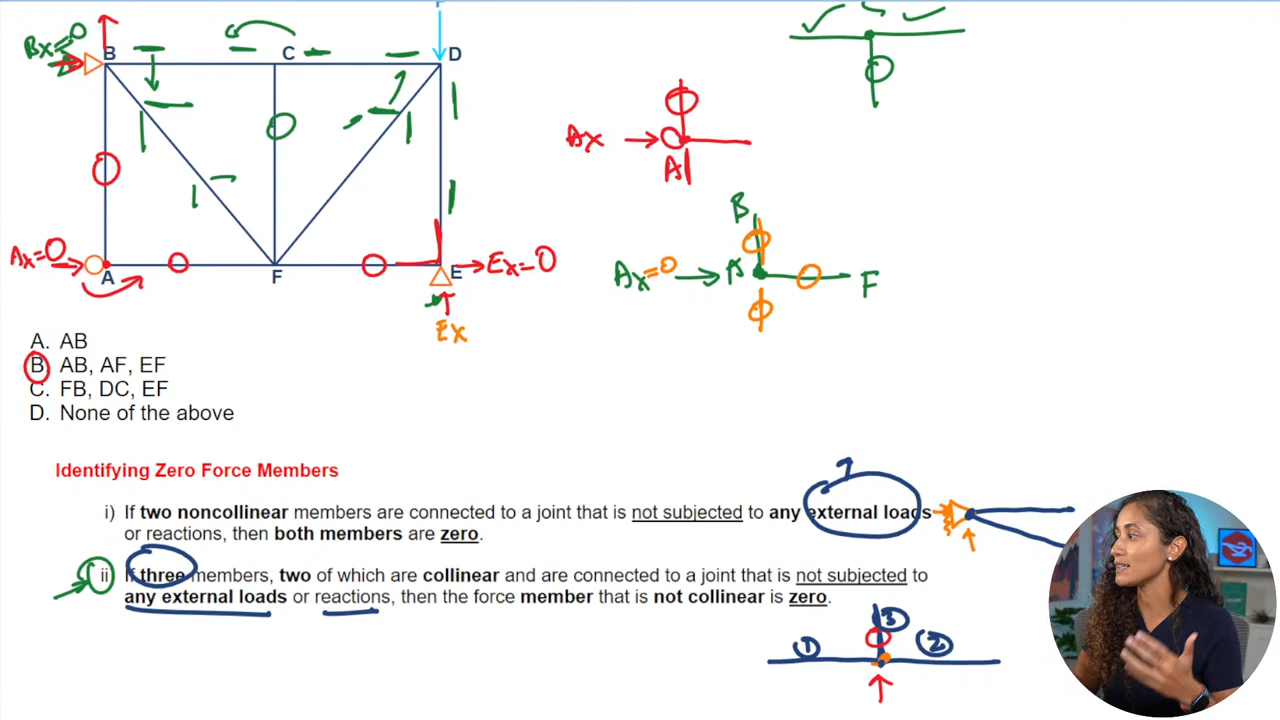 Bx=0
B
C
D
Ax=0
A
F
E
Ex=0
Ex
Ax
A
B
Ax=0
A
F
A. AB
B. AB, AF, EF
C. FB, DC, EF
D. None of the above
Identifying Zero Force Members
i) If two noncollinear members are connected to a joint that is not subjected to any external loads
or reactions, then both members are zero.
ii) If three members, two of which are collinear and are connected to a joint that is not subjected to
any external loads or reactions, then the force member that is not collinear is zero.
1
3
2